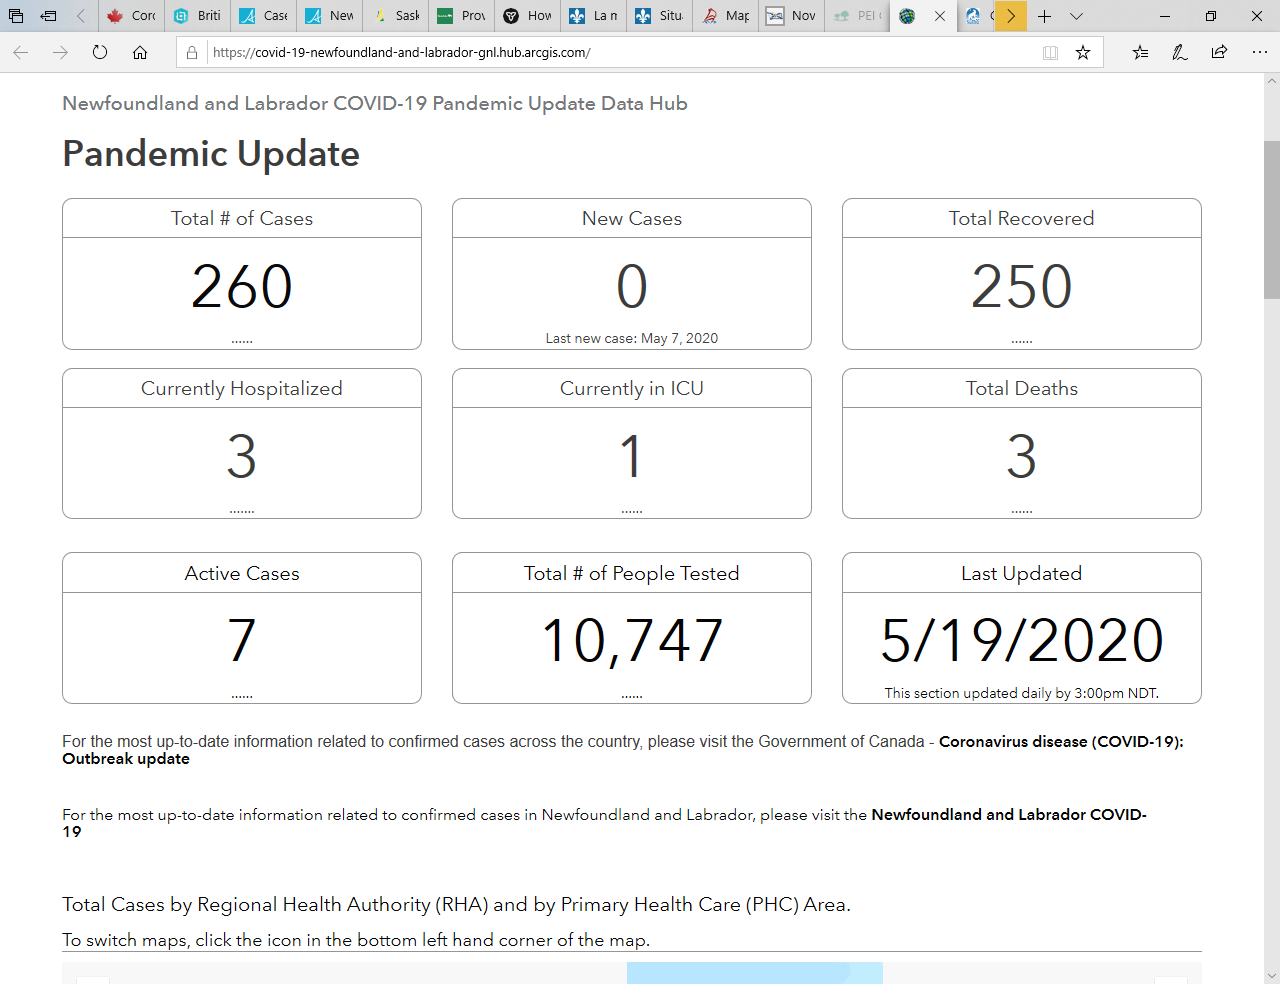 Corc
Briti
Case
New
Sask
Prov
How
La n
Situ
Map
Nov
PEI
https://covid-19-newfoundland-and-labrador-gnl.hub.arcgis.com/
Newfoundland and Labrador COVID-19 Pandemic Update Data Hub
Pandemic Update
Total # of Cases
260
......
New Cases
0
Last new case: May 7, 2020
Total Recovered
250
......
Currently Hospitalized
3
.......
Currently in ICU
1
......
Total Deaths
3
......
Active Cases
7
......
Total # of People Tested
10,747
......
Last Updated
5/19/2020
This section updated daily by 3:00pm NDT.
For the most up-to-date information related to confirmed cases across the country, please visit the Government of Canada - Coronavirus disease (COVID-19):
Outbreak update
For the most up-to-date information related to confirmed cases in Newfoundland and Labrador, please visit the Newfoundland and Labrador COVID-
19
Total Cases by Regional Health Authority (RHA) and by Primary Health Care (PHC) Area.
To switch maps, click the icon in the bottom left hand corner of the map.